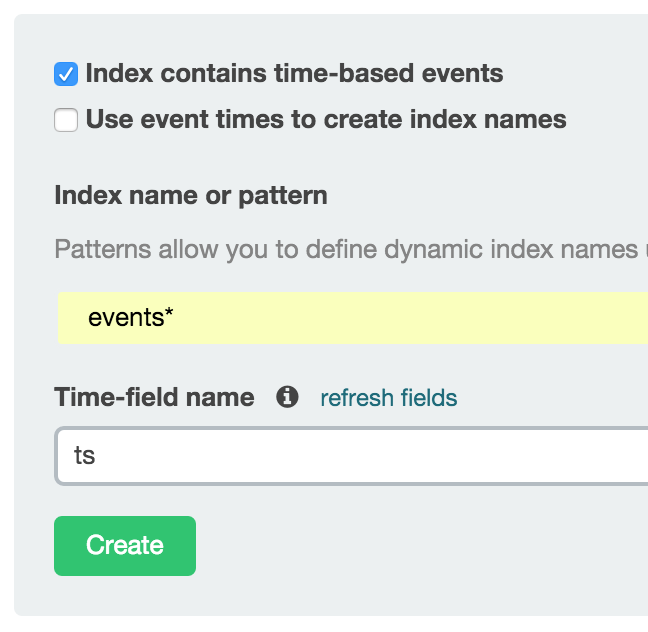 Index contains time-based events
Use event times to create index names
Index name or pattern
Patterns allow you to define dynamic index names
events*
Time-field name refresh fields
ts
Create